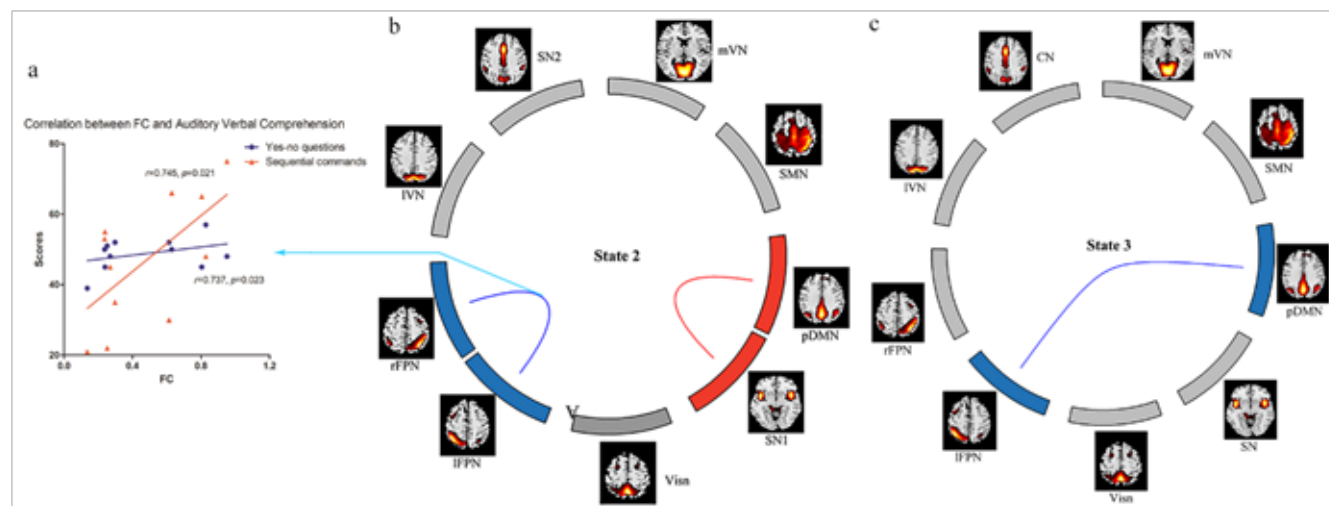 a
Correlation between FC and Auditory Verbal Comprehension
Yes-no questions
Sequential commands
r=0.745, p=0.021
r=0.737, p=0.023
Scores
80
60
40
20
0.0
0.4
0.8
1.2
FC
b
SN2
mVN
SMN
pDMN
SN1
Visn
V
lFPN
rFPN
lVN
State 2
c
CN
mVN
SMN
pDMN
SN
Visn
lFPN
rFPN
lVN
State 3